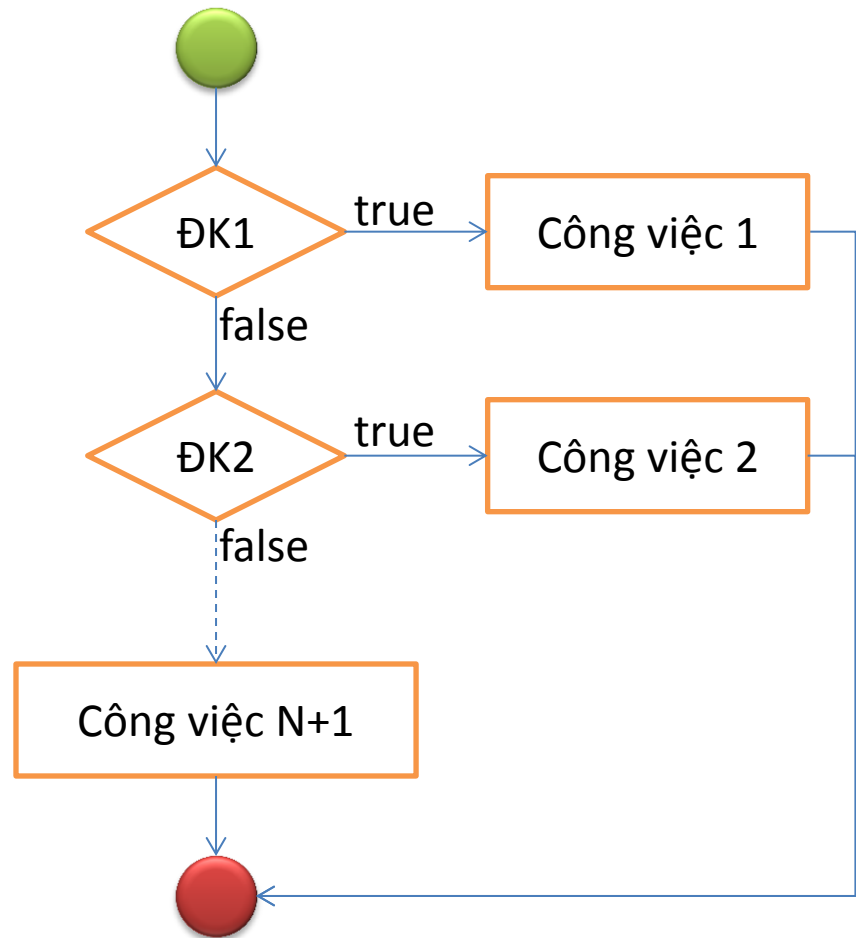 ĐK1
true
Công việc 1
false
ĐK2
true
Công việc 2
false
Công việc N+1